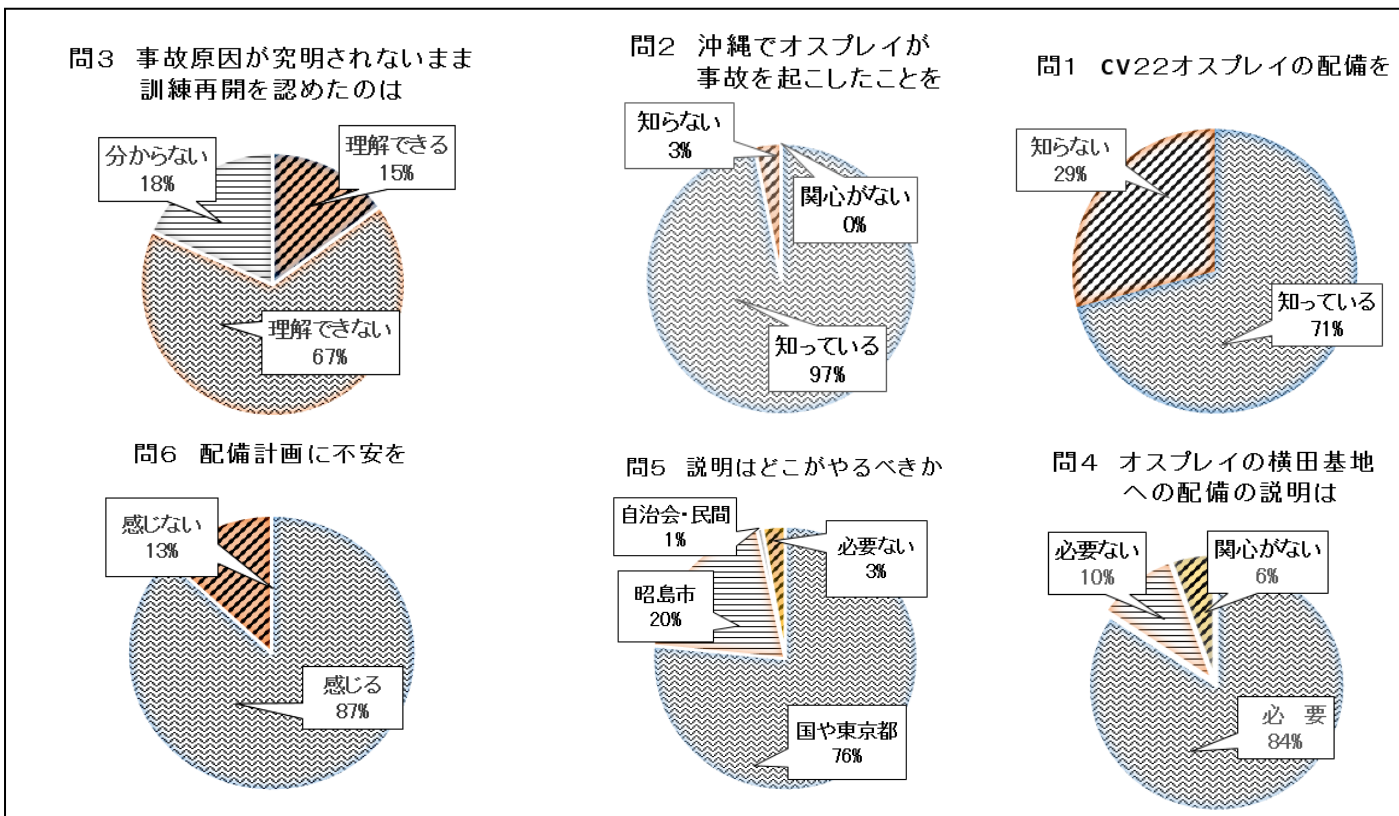 問1 CV22オスプレイの配備を
知らない
29%
知っている
71%
問2 沖縄でオスプレイが
事故を起こしたことを
知らない
3%
関心がない
0%
知っている
97%
問3 事故原因が究明されないまま
訓練再開を認めたのは
分からない
18%
理解できる
15%
理解できない
67%
問4 オスプレイの横田基地
への配備の説明は
必要ない
10%
関心がない
6%
必 要
84%
問5 説明はどこがやるべきか
自治会・民間
1%
必要ない
3%
昭島市
20%
国や東京都
76%
問6 配備計画に不安を
感じない
13%
感じる
87%